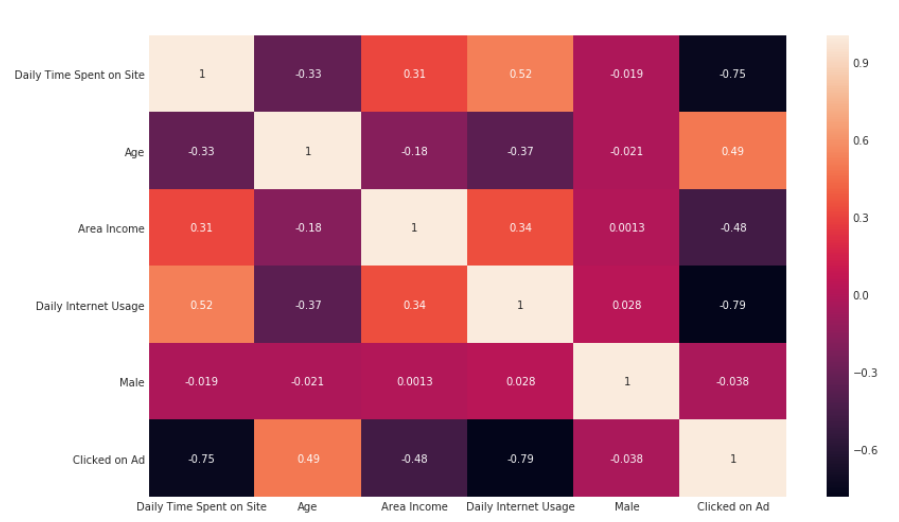 0.9
Daily Time Spent on Site 1 -0.33 0.31 0.52 -0.019 -0.75
0.6
Age -0.33 1 -0.18 -0.37 -0.021 0.49
0.3
Area Income 0.31 -0.18 1 0.34 0.0013 -0.48
0.0
Daily Internet Usage 0.52 -0.37 0.34 1 0.028 -0.79
−0.3
Male -0.019 -0.021 0.0013 0.028 1 -0.038
−0.6
Clicked on Ad -0.75 0.49 -0.48 -0.79 -0.038 1
Daily Time Spent on Site Age Area Income Daily Internet Usage Male Clicked on Ad